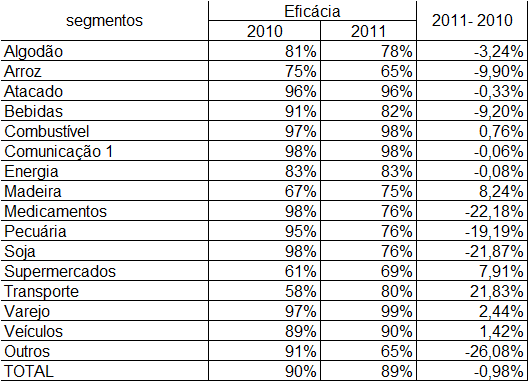 segmentos Eficácia 2011- 2010
2010 2011
Algodão 81% 78% -3,24%
Arroz 75% 65% -9,90%
Atacado 96% 96% -0,33%
Bebidas 91% 82% -9,20%
Combustível 97% 98% 0,76%
Comunicação 1 98% 98% -0,06%
Energia 83% 83% -0,08%
Madeira 67% 75% 8,24%
Medicamentos 98% 76% -22,18%
Pecuária 95% 76% -19,19%
Soja 98% 76% -21,87%
Supermercados 61% 69% 7,91%
Transporte 58% 80% 21,83%
Varejo 97% 99% 2,44%
Veículos 89% 90% 1,42%
Outros 91% 65% -26,08%
TOTAL 90% 89% -0,98%